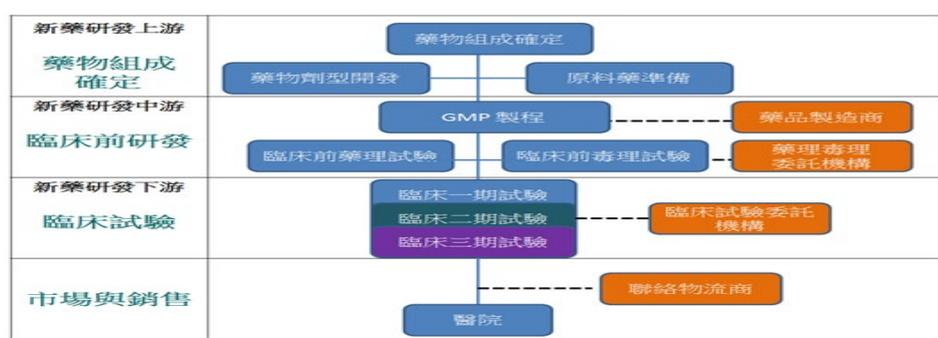 新藥研發上游
藥物組成
確定
藥物組成確定
藥物劑型開發
原料藥準備
新藥研發中游
臨床前研發
GMP 製程
藥品製造商
臨床前藥理試驗
臨床前毒理試驗
藥理毒理
委託機構
新藥研發下游
臨床試驗
臨床一期試驗
臨床二期試驗
臨床三期試驗
臨床試驗委託
機構
市場與銷售
聯絡物流商
醫院